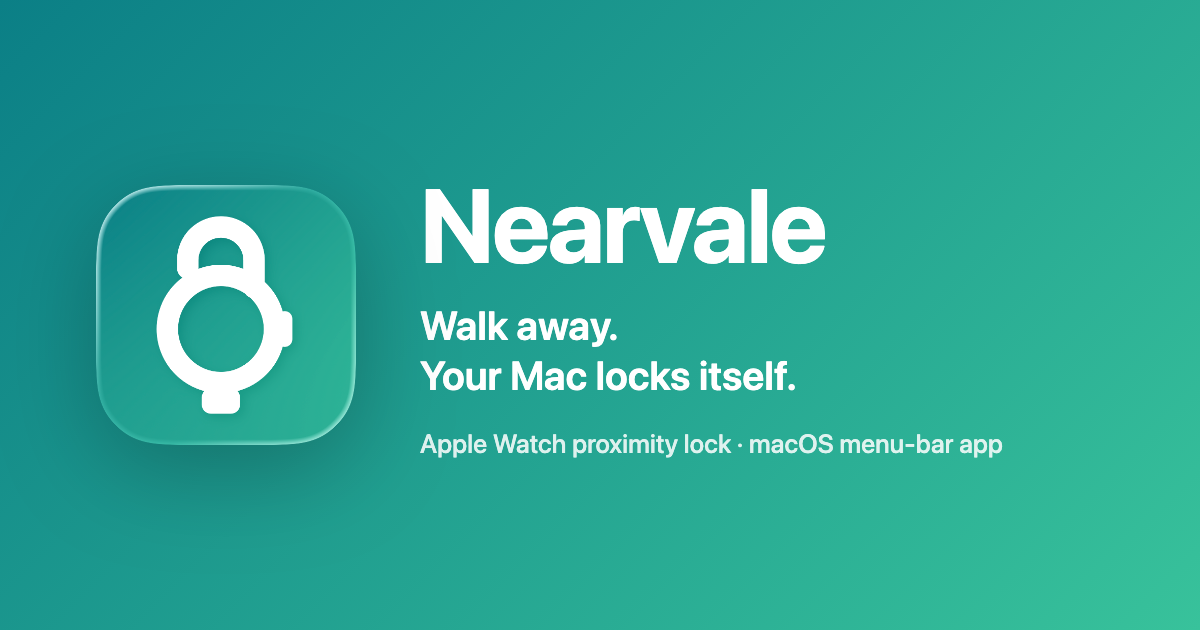 Nearvale
Walk away.
Your Mac locks itself.
Apple Watch proximity lock · macOS menu-bar app